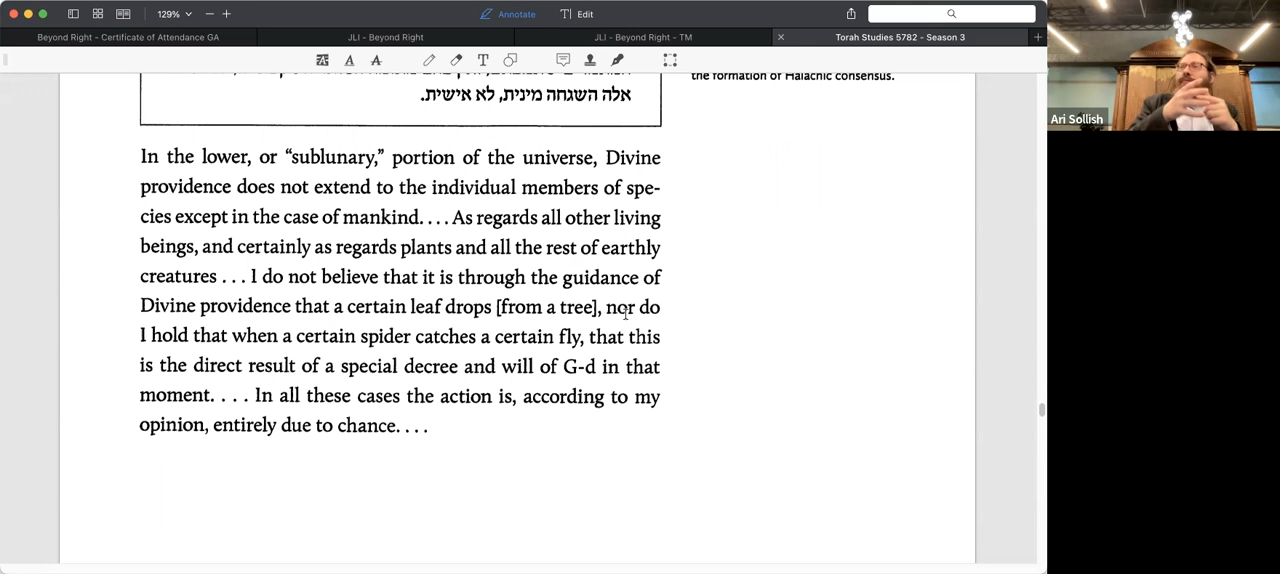 129%
Annotate
Edit
Beyond Right - Certificate of Attendance GA
JLI - Beyond Right
JLI - Beyond Right - TM
Torah Studies 5782 - Season 3
the formation of Halachic consensus.
אלה השגחה מינית, לא אישית.
In the lower, or “sublunary,” portion of the universe, Divine
providence does not extend to the individual members of spe-
cies except in the case of mankind. . . . As regards all other living
beings, and certainly as regards plants and all the rest of earthly
creatures . . . I do not believe that it is through the guidance of
Divine providence that a certain leaf drops [from a tree], nor do
I hold that when a certain spider catches a certain fly, that this
is the direct result of a special decree and will of G-d in that
moment. . . . In all these cases the action is, according to my
opinion, entirely due to chance. . . .
Ari Sollish